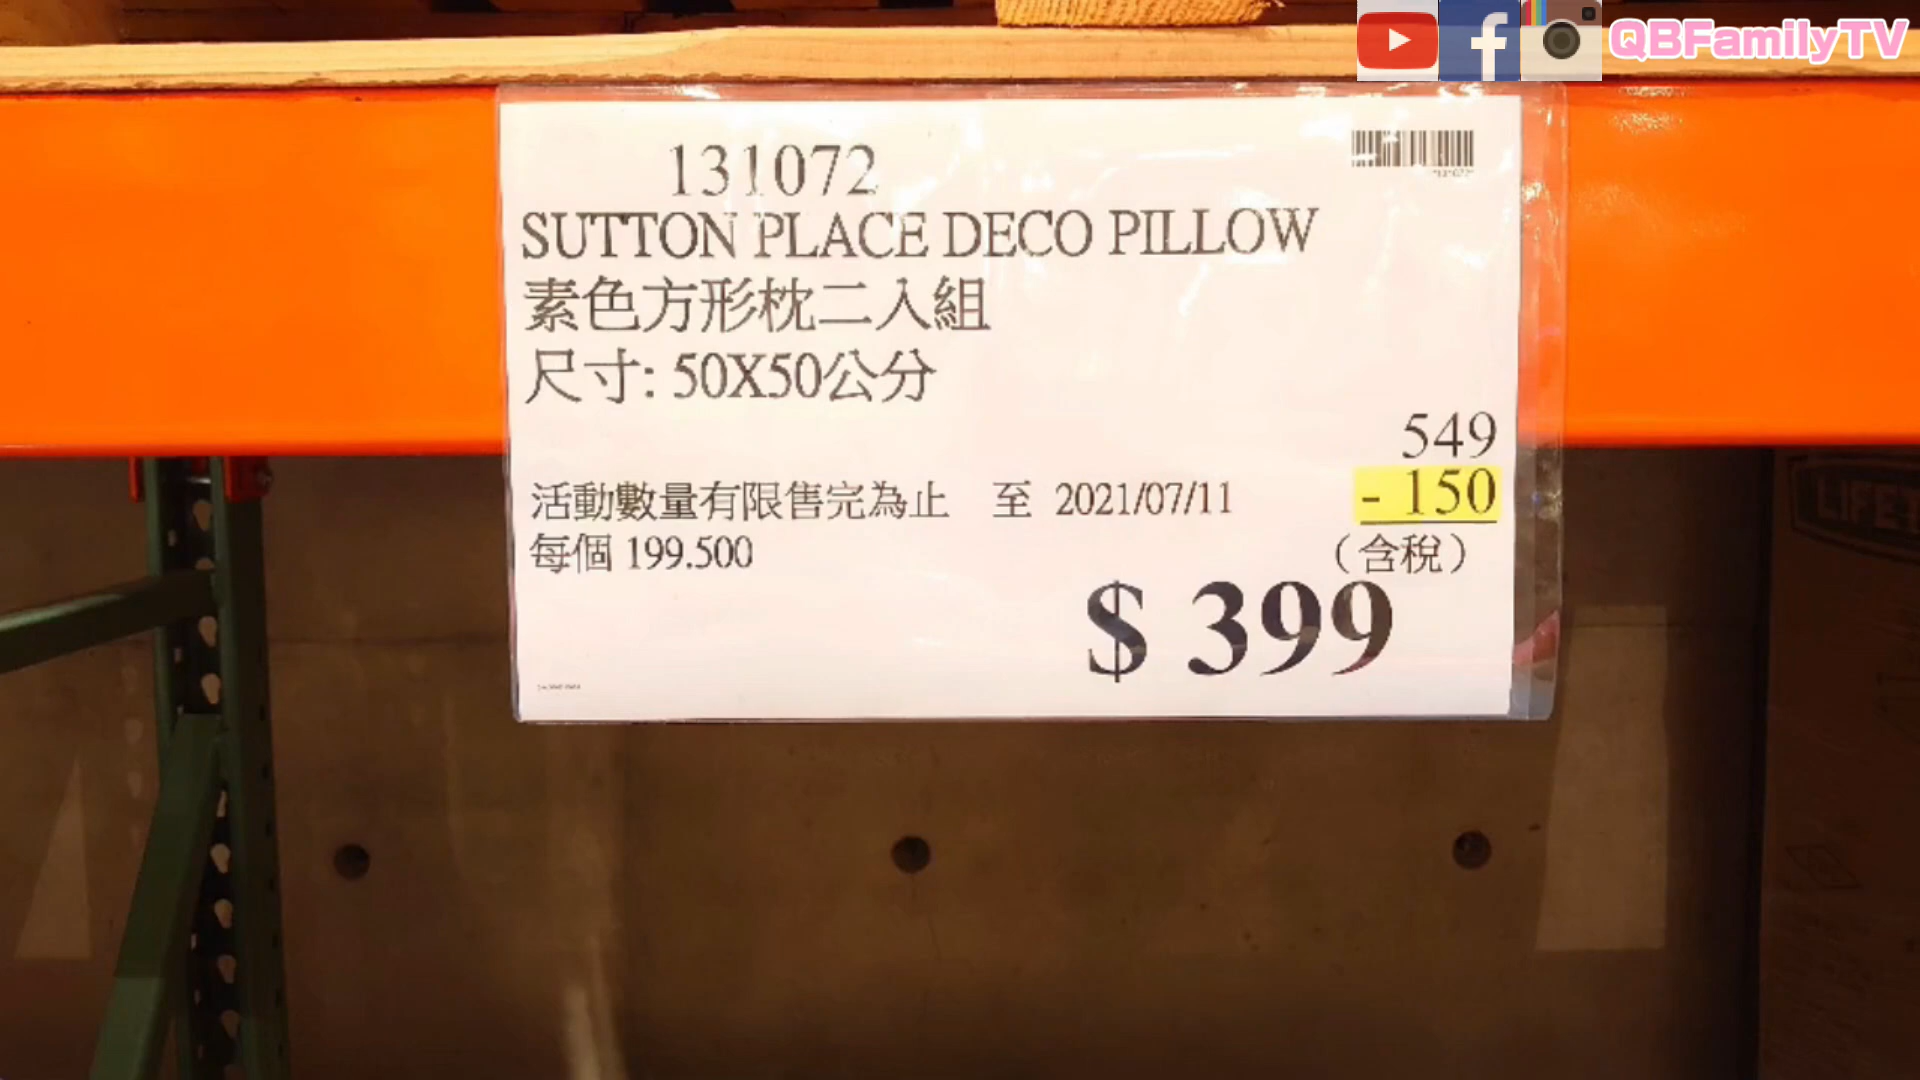 QBFamilyTV
131072
SUTTON PLACE DECO PILLOW
素色方形枕二入組
尺寸: 50X50公分
549
活動數量有限售完為止 至 2021/07/11 - 150
每個 199.500 (含稅)
$ 399